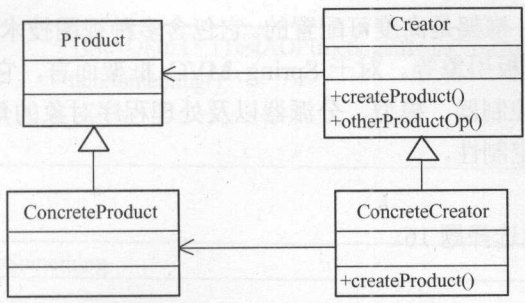 Product
Creator
+createProduct()
+otherProductOp()
ConcreteProduct
ConcreteCreator
+createProduct()